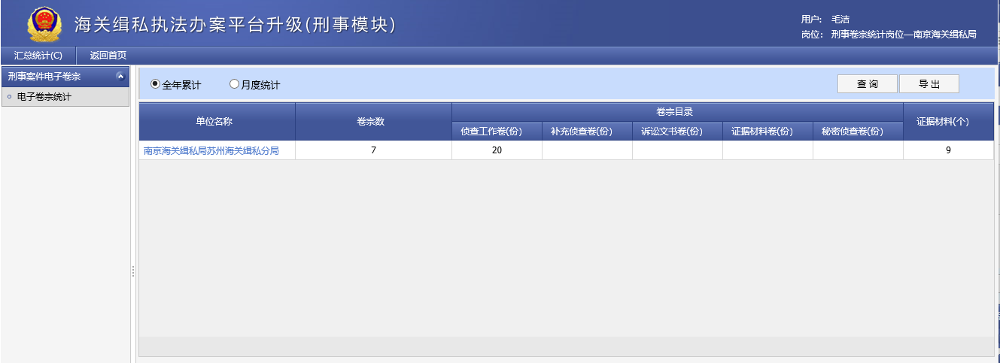 海关缉私执法办案平台升级(刑事模块)
用户: 毛洁
岗位: 刑事卷宗统计岗位—南京海关缉私局
汇总统计(C) 返回首页
刑事案件电子卷宗
电子卷宗统计
全年累计 月度统计 查 询 导 出
单位名称 卷宗数 卷宗目录 证据材料(个)
侦查工作卷(份) 补充侦查卷(份) 诉讼文书卷(份) 证据材料卷(份) 秘密侦查卷(份)
南京海关缉私局苏州海关缉私分局 7 20 9